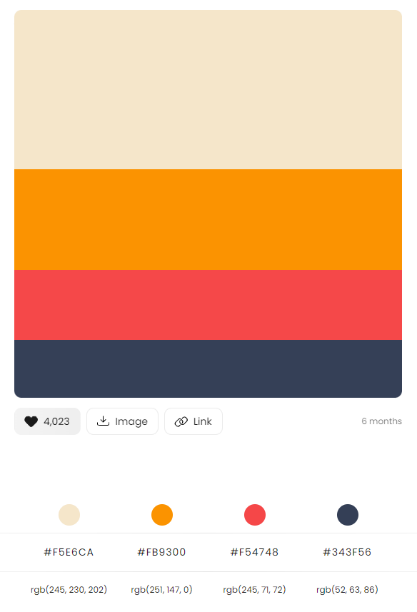 4,023 Image Link 6 months
#F5E6CA #FB9300 #F54748 #343F56
rgb(245, 230, 202) rgb(251, 147, 0) rgb(245, 71, 72) rgb(52, 63, 86)